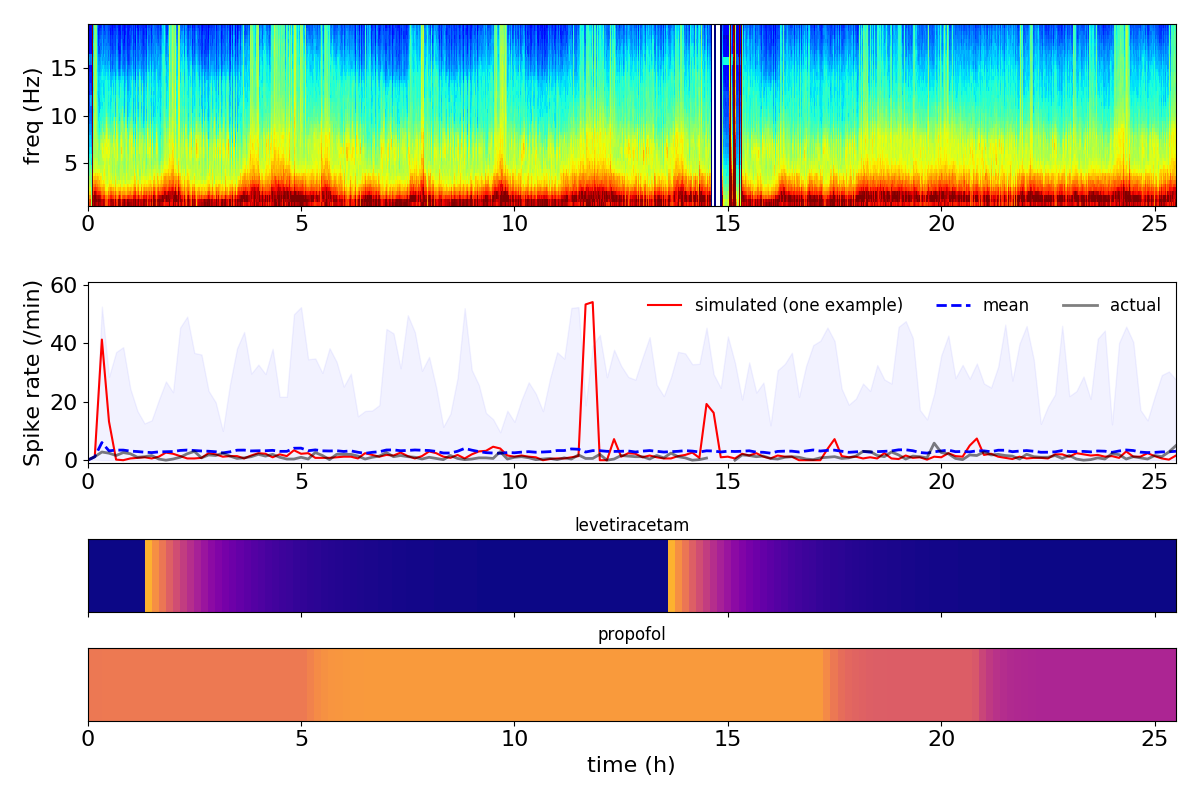 15
10
5
freq (Hz)
0 5 10 15 20 25
60
40
20
0
Spike rate (/min)
simulated (one example) mean actual
0 5 10 15 20 25
levetiracetam
propofol
0 5 10 15 20 25
time (h)